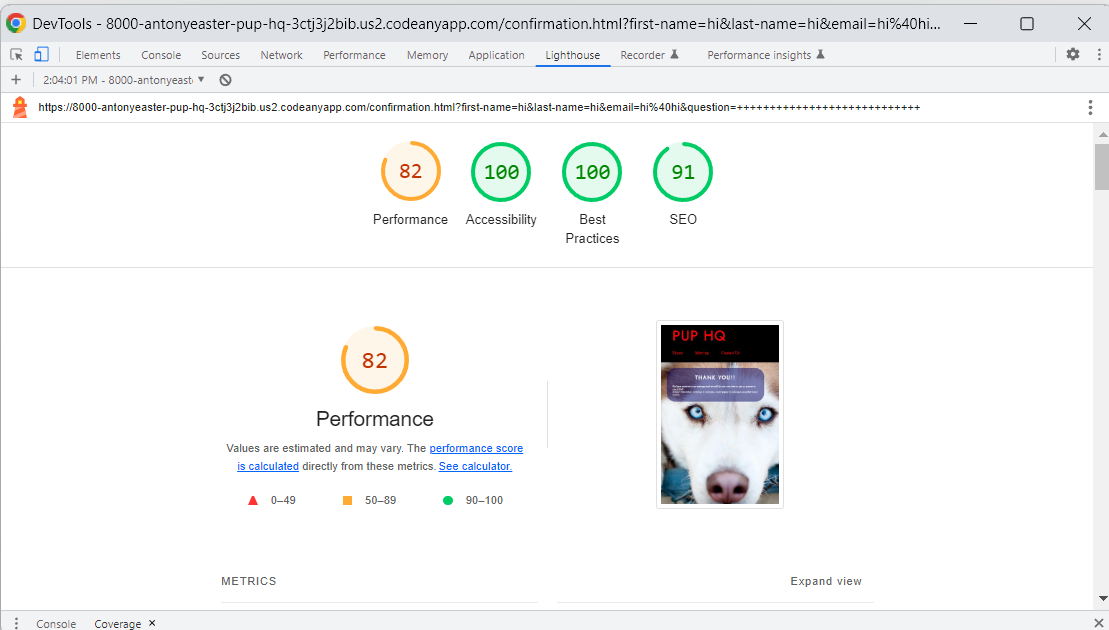 DevTools - 8000-antonyeaster-pup-hq-3ctj3j2bib.us2.codeanyapp.com/confirmation.html?first-name=hi&last-name=hi&email=hi%40hi...
Elements Console Sources Network Performance Memory Application Lighthouse Recorder Performance insights
2:04:01 PM - 8000-antonyeast
https://8000-antonyeaster-pup-hq-3ctj3j2bib.us2.codeanyapp.com/confirmation.html?first-name=hi&last-name=hi&email=hi%40hi&question=++++++++++++++++++++++++++++
82 100 100 91
Performance Accessibility Best Practices SEO
82
Performance
Values are estimated and may vary. The performance score
is calculated directly from these metrics. See calculator.
0–49 50–89 90–100
PUP HQ
THANK YOU!!
METRICS Expand view
Console Coverage